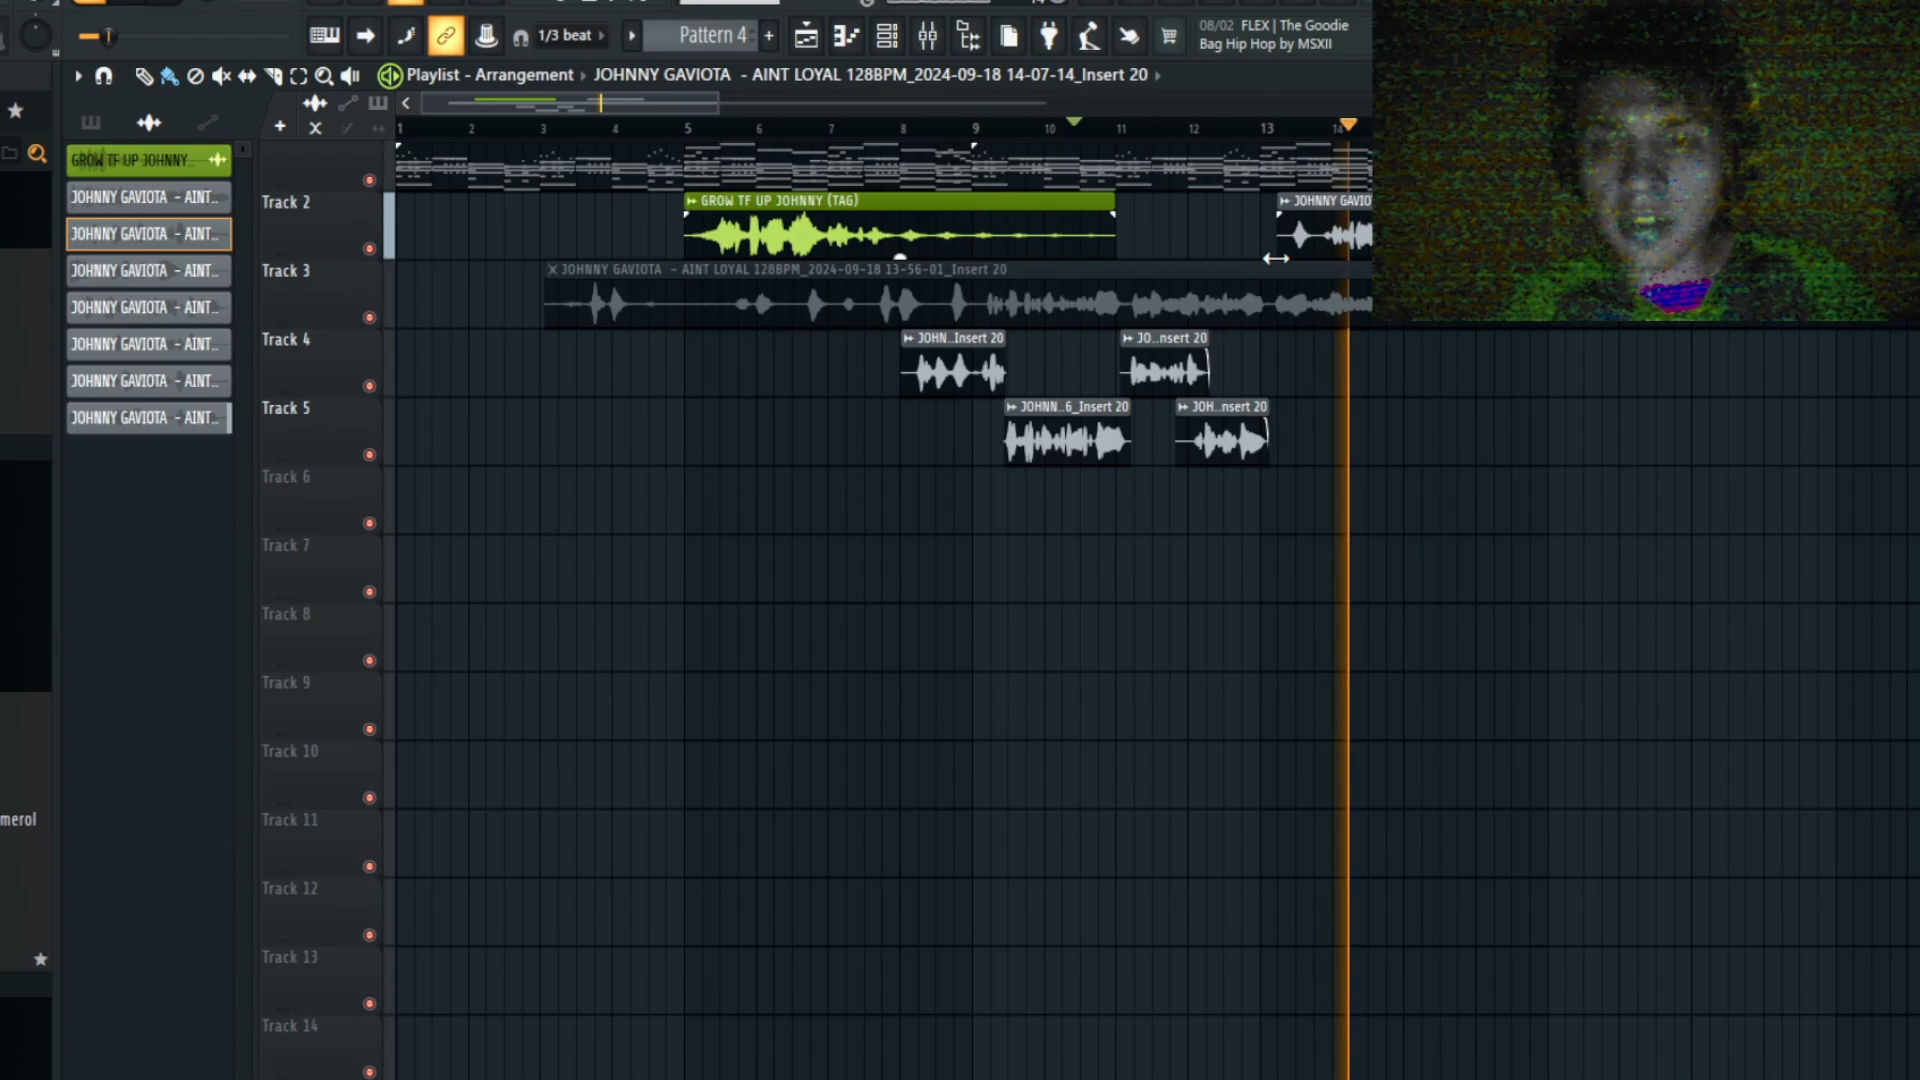 1/3 beat
Pattern 4
+
08/02 FLEX | The Goodie
Bag Hip Hop by MSXII
Playlist - Arrangement › JOHNNY GAVIOTA - AINT LOYAL 128BPM_2024-09-18 14-07-14_Insert 20
1 2 3 4 5 6 7 8 9 10 11 12 13 14
GROW TF UP JOHNNY..
JOHNNY GAVIOTA - AINT..
JOHNNY GAVIOTA - AINT..
JOHNNY GAVIOTA - AINT..
JOHNNY GAVIOTA - AINT..
JOHNNY GAVIOTA - AINT..
JOHNNY GAVIOTA - AINT..
JOHNNY GAVIOTA - AINT..
Track 2
GROW TF UP JOHNNY (TAG)
JOHNNY GAVIO
Track 3
JOHNNY GAVIOTA - AINT LOYAL 128BPM_2024-09-18 13-56-01_Insert 20
Track 4
JOHN..Insert 20
JO..nsert 20
Track 5
JOHNN..6_Insert 20
JOH..nsert 20
Track 6
Track 7
Track 8
Track 9
Track 10
Track 11
merol
Track 12
Track 13
Track 14